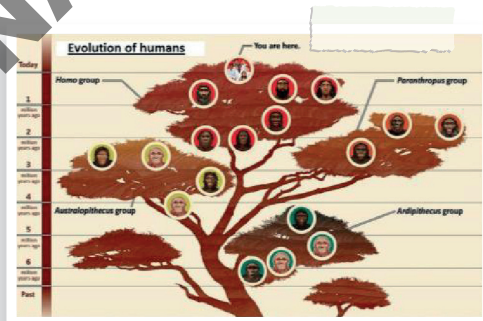 NA
Evolution of humans
You are here.
Today
Homo group
Paranthropus group
1
million
years ago
2
million
years ago
3
million
years ago
4
million
years ago
Australopithecus group
Ardipithecus group
5
million
years ago
6
million
years ago
Past